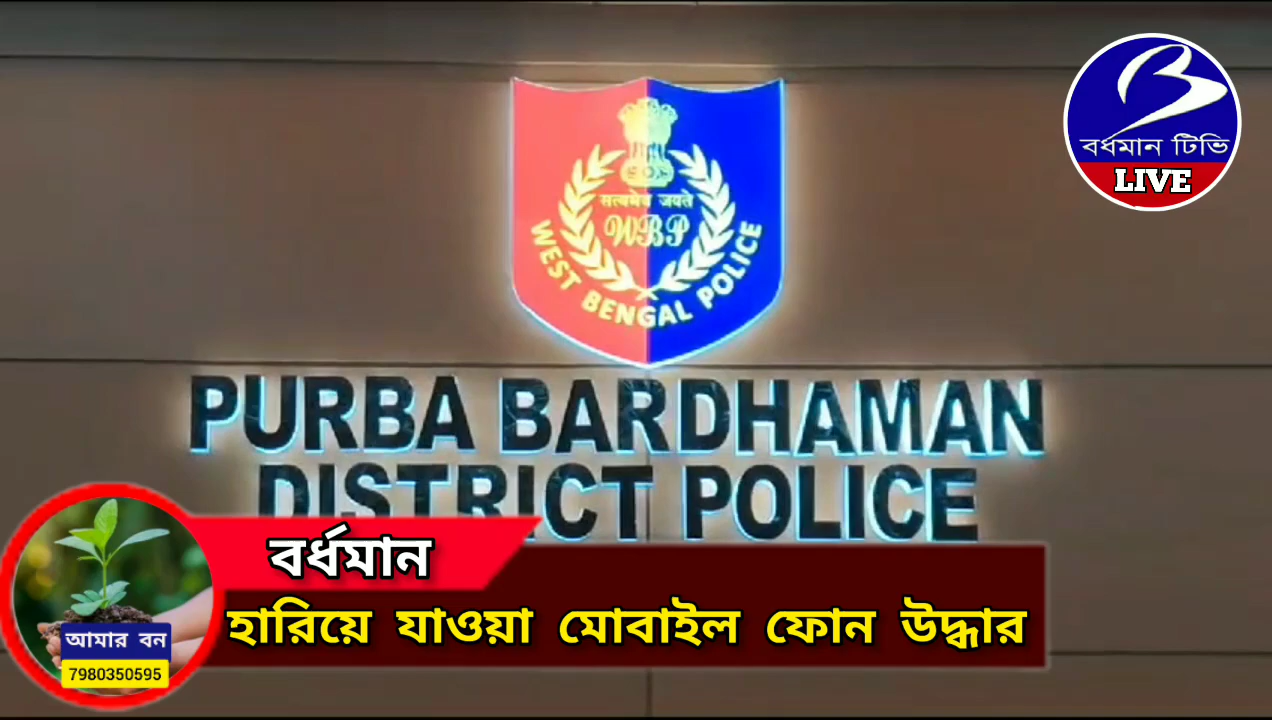 বর্ধমান টিভি
LIVE
सत्यमेव जयते
WBP
WEST BENGAL POLICE
PURBA BARDHAMAN
DISTRICT POLICE
বর্ধমান
হারিয়ে যাওয়া মোবাইল ফোন উদ্ধার
আমার বন
7980350595